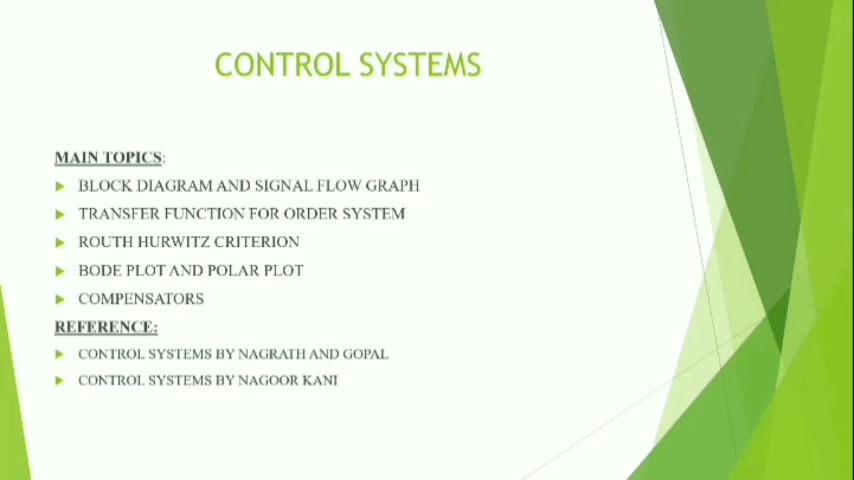 CONTROL SYSTEMS
MAIN TOPICS:
BLOCK DIAGRAM AND SIGNAL FLOW GRAPH
TRANSFER FUNCTION FOR ORDER SYSTEM
ROUTH HURWITZ CRITERION
BODE PLOT AND POLAR PLOT
COMPENSATORS
REFERENCE:
CONTROL SYSTEMS BY NAGRATH AND GOPAL
CONTROL SYSTEMS BY NAGOOR KANI